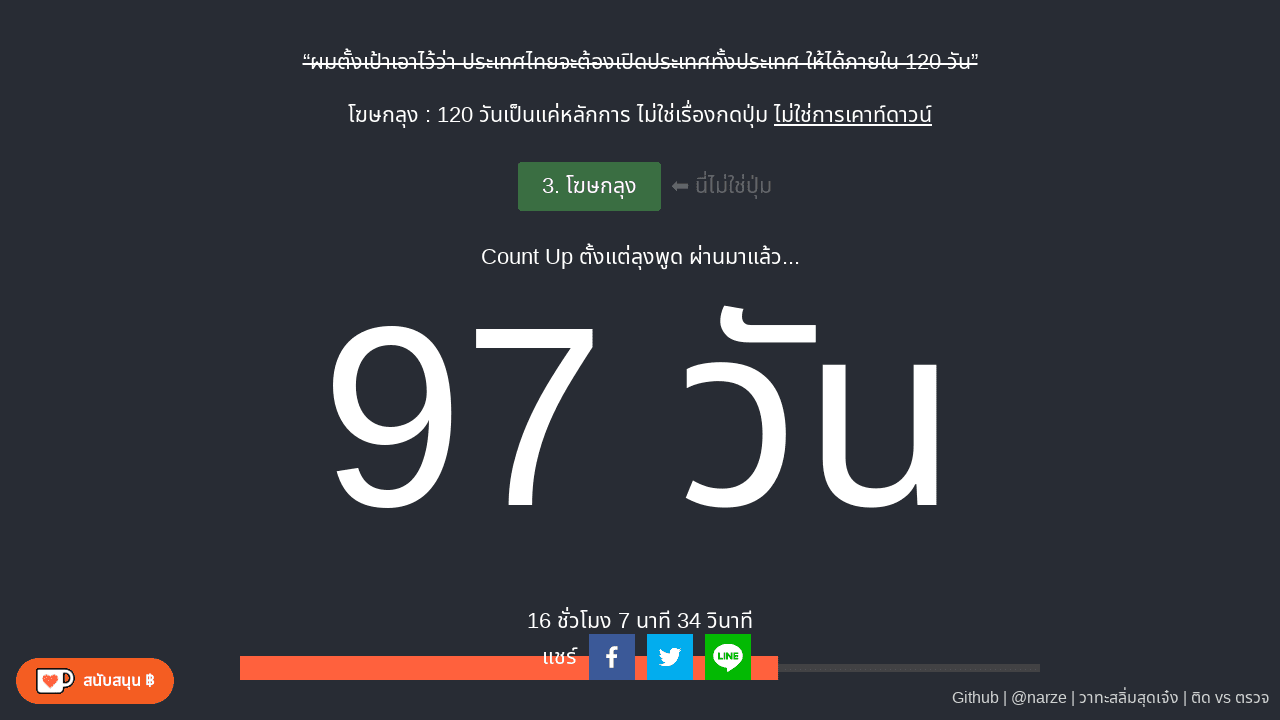 “ผมตั้งเป้าเอาไว้ว่า ประเทศไทยจะต้องเปิดประเทศทั้งประเทศ ให้ได้ภายใน 120 วัน”
โฆษกลุง : 120 วันเป็นแค่หลักการ ไม่ใช่เรื่องกดปุ่ม ไม่ใช่การเคาท์ดาวน์
3. โฆษกลุง ⬅ นี่ไม่ใช่ปุ่ม
Count Up ตั้งแต่ลุงพูด ผ่านมาแล้ว...
97 วัน
16 ชั่วโมง 7 นาที 34 วินาที
แชร์ LINE
สนับสนุน ฿
Github | @narze | วาทะสลิ่มสุดเจ๋ง | ติด vs ตรวจ